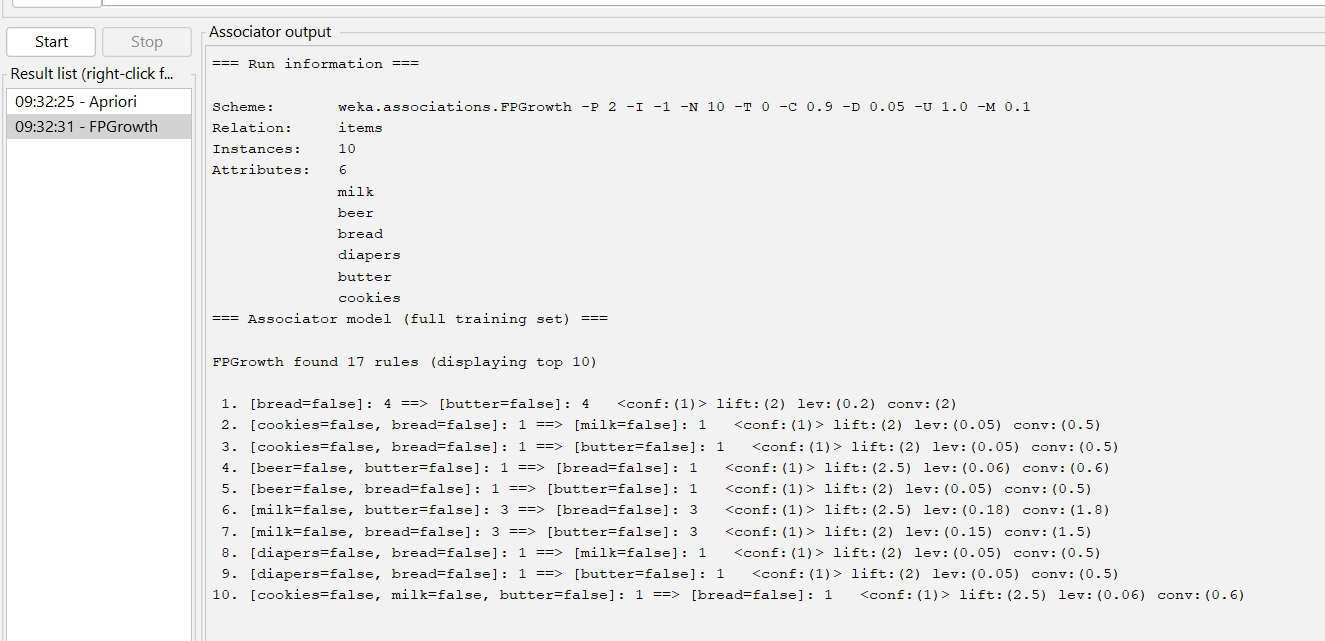 Start
Stop
Result list (right-click f...
09:32:25 - Apriori
09:32:31 - FPGrowth
Associator output
=== Run information ===
Scheme: weka.associations.FPGrowth -P 2 -I -1 -N 10 -T 0 -C 0.9 -D 0.05 -U 1.0 -M 0.1
Relation: items
Instances: 10
Attributes: 6
milk
beer
bread
diapers
butter
cookies
=== Associator model (full training set) ===
FPGrowth found 17 rules (displaying top 10)
1. [bread=false]: 4 ==> [butter=false]: 4 <conf:(1)> lift:(2) lev:(0.2) conv:(2)
2. [cookies=false, bread=false]: 1 ==> [milk=false]: 1 <conf:(1)> lift:(2) lev:(0.05) conv:(0.5)
3. [cookies=false, bread=false]: 1 ==> [butter=false]: 1 <conf:(1)> lift:(2) lev:(0.05) conv:(0.5)
4. [beer=false, butter=false]: 1 ==> [bread=false]: 1 <conf:(1)> lift:(2.5) lev:(0.06) conv:(0.6)
5. [beer=false, bread=false]: 1 ==> [butter=false]: 1 <conf:(1)> lift:(2) lev:(0.05) conv:(0.5)
6. [milk=false, butter=false]: 3 ==> [bread=false]: 3 <conf:(1)> lift:(2.5) lev:(0.18) conv:(1.8)
7. [milk=false, bread=false]: 3 ==> [butter=false]: 3 <conf:(1)> lift:(2) lev:(0.15) conv:(1.5)
8. [diapers=false, bread=false]: 1 ==> [milk=false]: 1 <conf:(1)> lift:(2) lev:(0.05) conv:(0.5)
9. [diapers=false, bread=false]: 1 ==> [butter=false]: 1 <conf:(1)> lift:(2) lev:(0.05) conv:(0.5)
10. [cookies=false, milk=false, butter=false]: 1 ==> [bread=false]: 1 <conf:(1)> lift:(2.5) lev:(0.06) conv:(0.6)